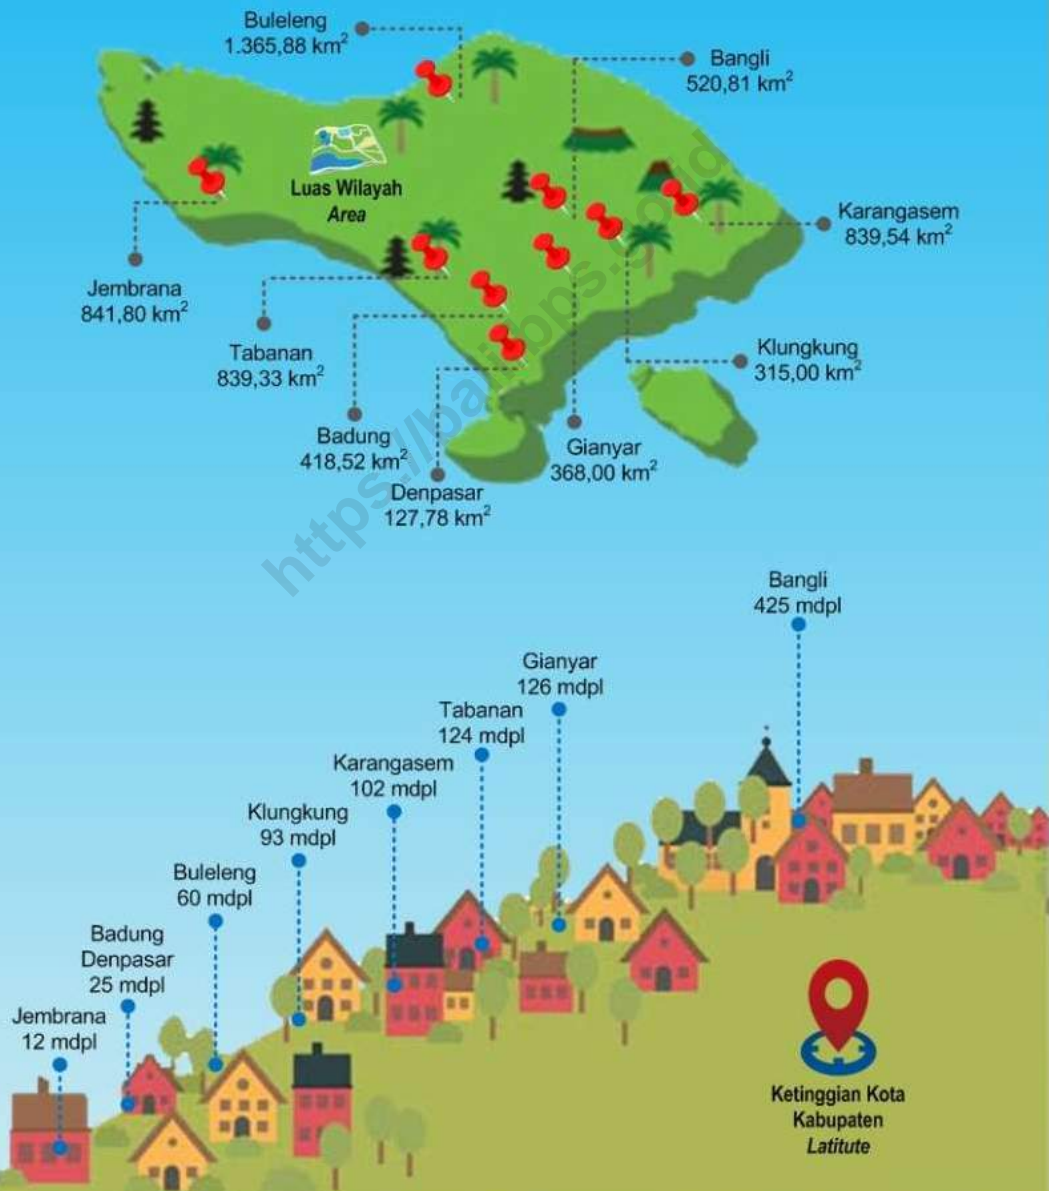 Buleleng
1.365,88 km²
Bangli
520,81 km²
Luas Wilayah
Area
Karangasem
839,54 km²
Jembrana
841,80 km²
Tabanan
839,33 km²
Klungkung
315,00 km²
Badung
418,52 km²
Gianyar
368,00 km²
Denpasar
127,78 km²
https://bali.bps.go.id
Bangli
425 mdpl
Gianyar
126 mdpl
Tabanan
124 mdpl
Karangasem
102 mdpl
Klungkung
93 mdpl
Buleleng
60 mdpl
Badung
Denpasar
25 mdpl
Jembrana
12 mdpl
Ketinggian Kota
Kabupaten
Latitute